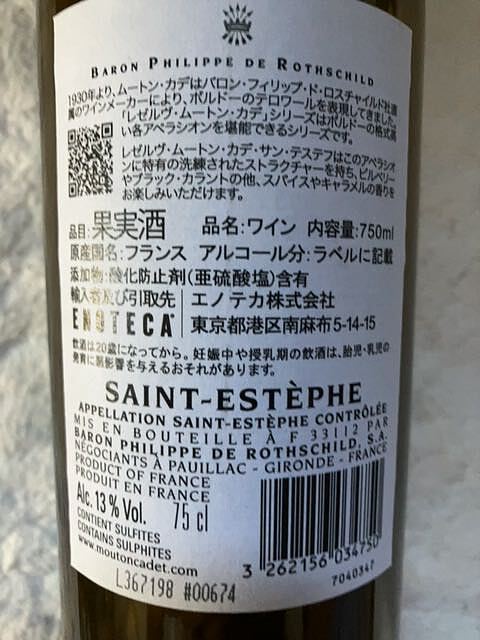 BARON PHILIPPE DE ROTHSCHILD
1930年より、ムートン・カデはバロン・フィリップ・ド・ロスチャイルド社専
属のワインメーカーにより、ボルドーのテロワールを表現してきました。
「レゼルヴ・ムートン・カデ」シリーズはボルドーの格式高
い各アペラシオンを堪能できるシリーズです。
レゼルヴ・ムートン・カデ・サン・テステフはこのアペラシオ
ンに特有の洗練されたストラクチャーを持ち、ビルベリー
やブラック・カラントの他、スパイスやキャラメルの香りを
お楽しみいただけます。
品目:果実酒 品名:ワイン 内容量:750ml
原産国名:フランス アルコール分:ラベルに記載
添加物:酸化防止剤(亜硫酸塩)含有
輸入者及び引取先 エノテカ株式会社
ENOTECA 東京都港区南麻布5-14-15
飲酒は20歳になってから。妊娠中や授乳期の飲酒は、胎児・乳児の
発育に悪影響を与えるおそれがあります。
SAINT-ESTÈPHE
APPELLATION SAINT-ESTÈPHE CONTRÔLÉE
MIS EN BOUTEILLE À F 33112 PAR
BARON PHILIPPE DE ROTHSCHILD, S.A.
NÉGOCIANTS À PAUILLAC - GIRONDE - FRANCE
PRODUCT OF FRANCE
PRODUIT EN FRANCE
Alc. 13% Vol. 75 cl
CONTIENT SULFITES
CONTAINS SULPHITES
www.moutoncadet.com
3 262156 034750
7040347
L367198 #00674